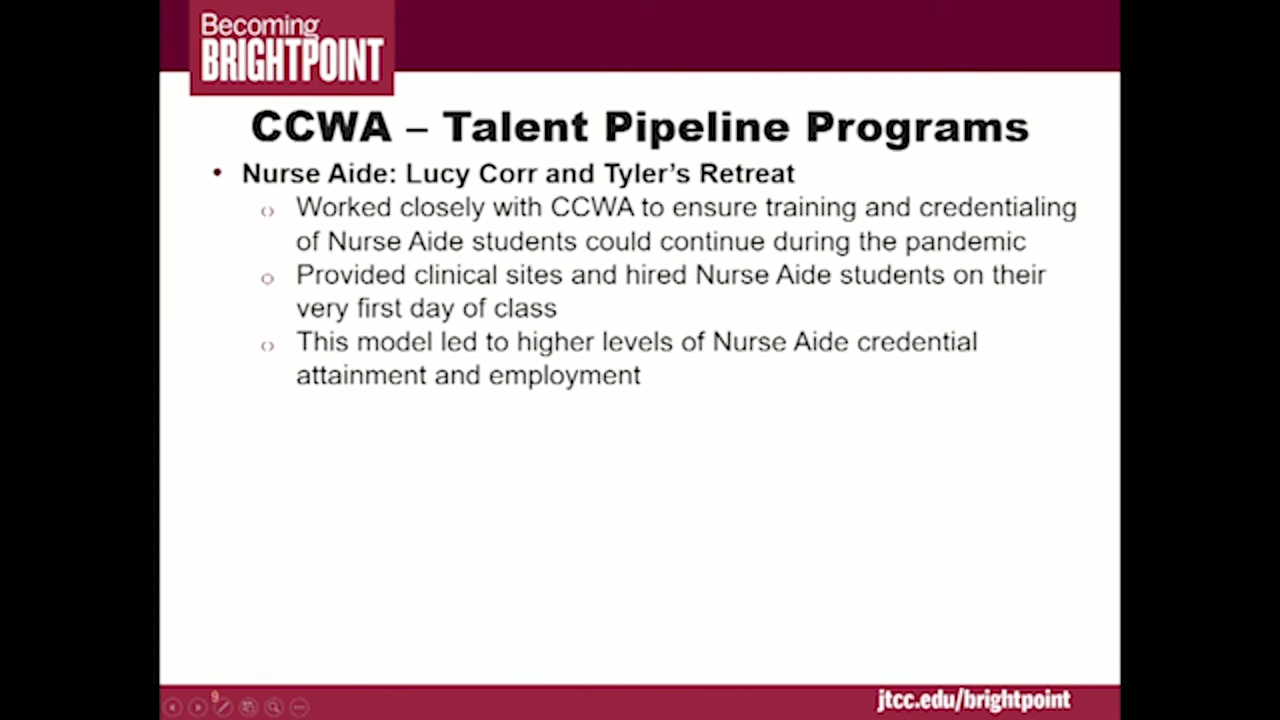 Becoming
BRIGHTPOINT
CCWA – Talent Pipeline Programs
• Nurse Aide: Lucy Corr and Tyler's Retreat
Worked closely with CCWA to ensure training and credentialing
of Nurse Aide students could continue during the pandemic
Provided clinical sites and hired Nurse Aide students on their
very first day of class
This model led to higher levels of Nurse Aide credential
attainment and employment
9
jtcc.edu/brightpoint